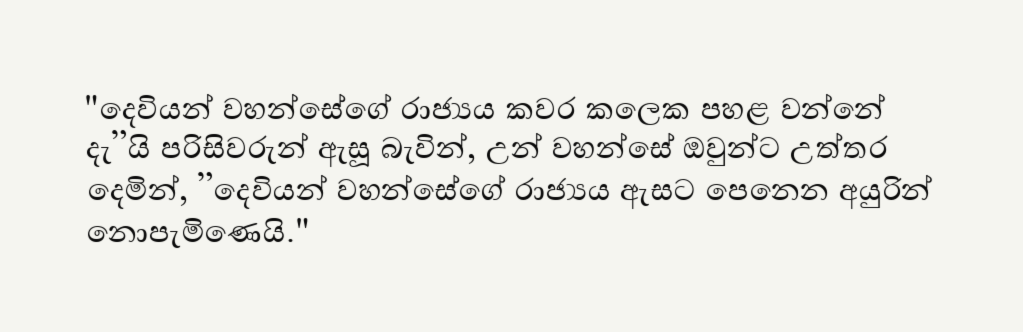 "දෙවියන් වහන්සේගේ රාජ්‍යය කවර කලෙක පහළ වන්නේ
දැ’’යි පරිසිවරුන් ඇසූ බැවින්, උන් වහන්සේ ඔවුන්ට උත්තර
දෙමින්, ’’දෙවියන් වහන්සේගේ රාජ්‍යය ඇසට පෙනෙන අයුරින්
නොපැමිණෙයි."